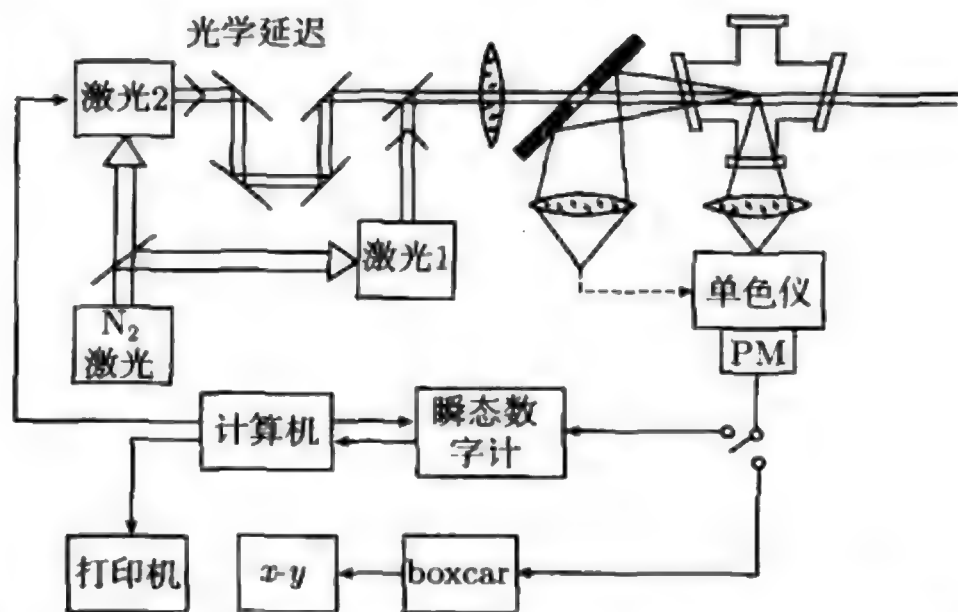 光学延迟
激光2
激光1
N₂
激光
单色仪
PM
计算机
瞬态数
字计
打印机
x-y
boxcar